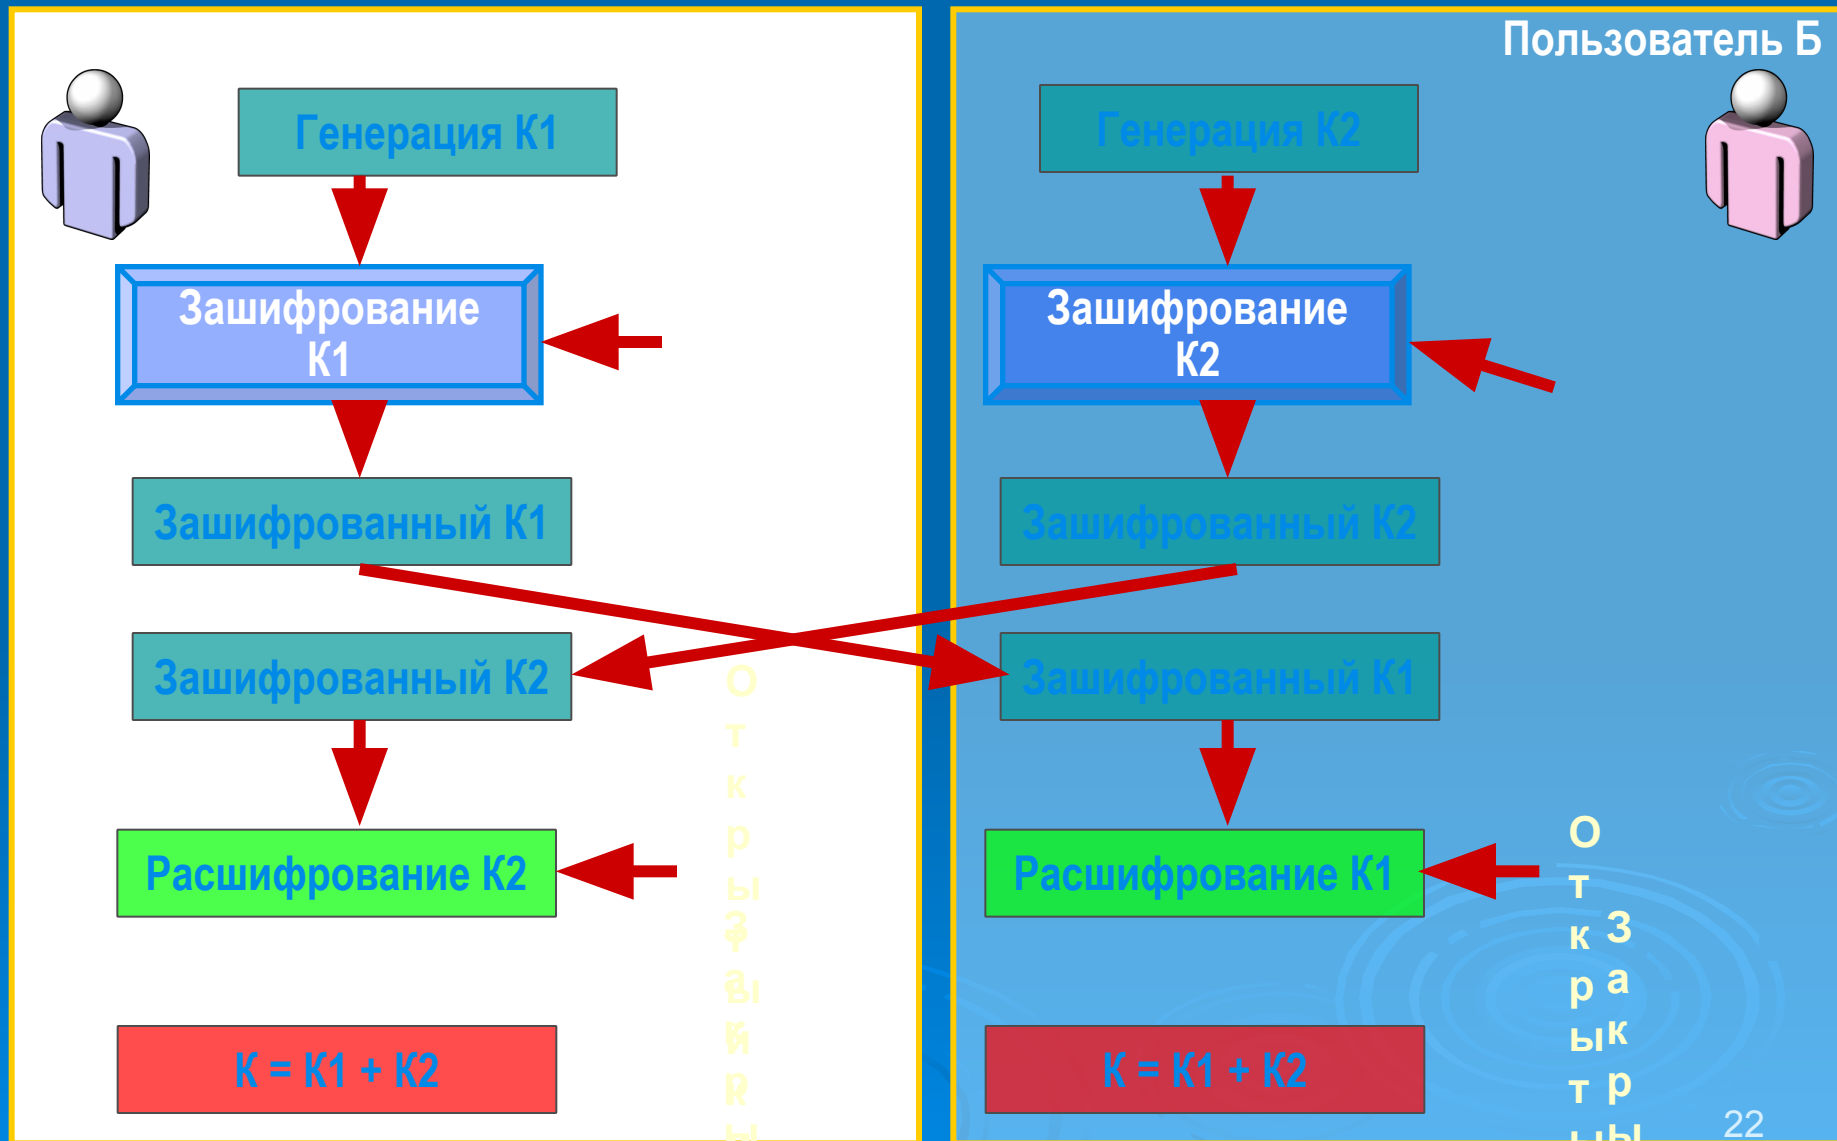 Пользователь Б
Генерация К1
Генерация К2
Зашифрование
К1
Зашифрование
К2
Зашифрованный К1
Зашифрованный К2
Зашифрованный К2
Зашифрованный К1
Расшифрование К2
Расшифрование К1
К = К1 + К2
К = К1 + К2
22